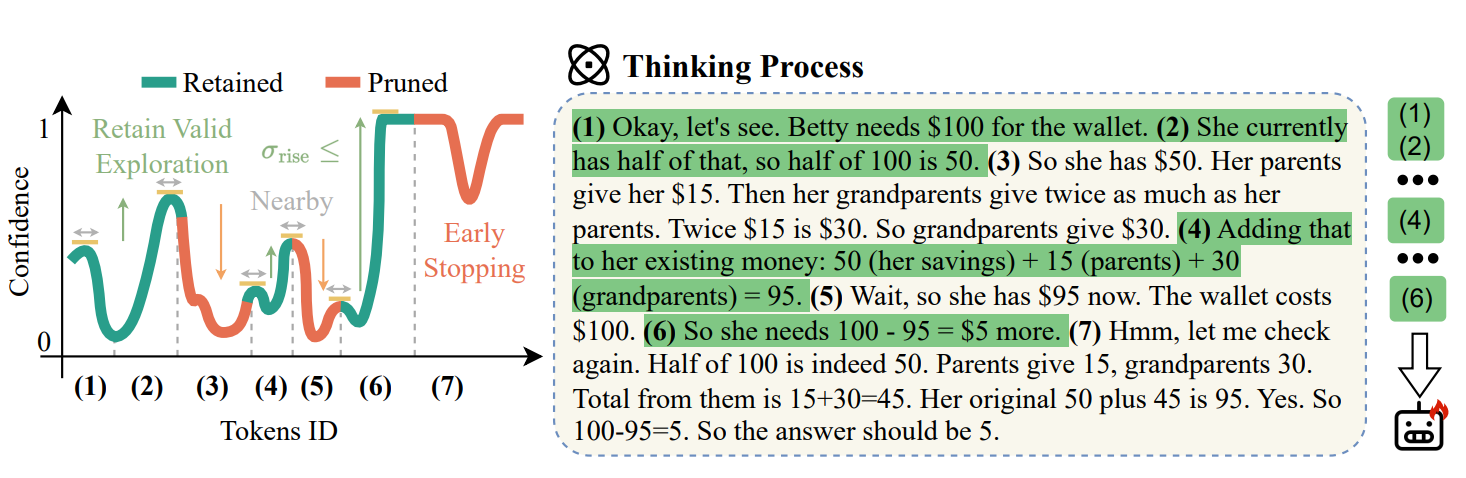 Retained
Pruned
Confidence
1
0
Retain Valid
Exploration
σrise ≤
Nearby
Early
Stopping
(1) (2) (3) (4) (5) (6) (7)
Tokens ID
Thinking Process
(1) Okay, let's see. Betty needs $100 for the wallet. (2) She currently
has half of that, so half of 100 is 50. (3) So she has $50. Her parents
give her $15. Then her grandparents give twice as much as her
parents. Twice $15 is $30. So grandparents give $30. (4) Adding that
to her existing money: 50 (her savings) + 15 (parents) + 30
(grandparents) = 95. (5) Wait, so she has $95 now. The wallet costs
$100. (6) So she needs 100 - 95 = $5 more. (7) Hmm, let me check
again. Half of 100 is indeed 50. Parents give 15, grandparents 30.
Total from them is 15+30=45. Her original 50 plus 45 is 95. Yes. So
100-95=5. So the answer should be 5.
(1)
(2)
•••
(4)
•••
(6)